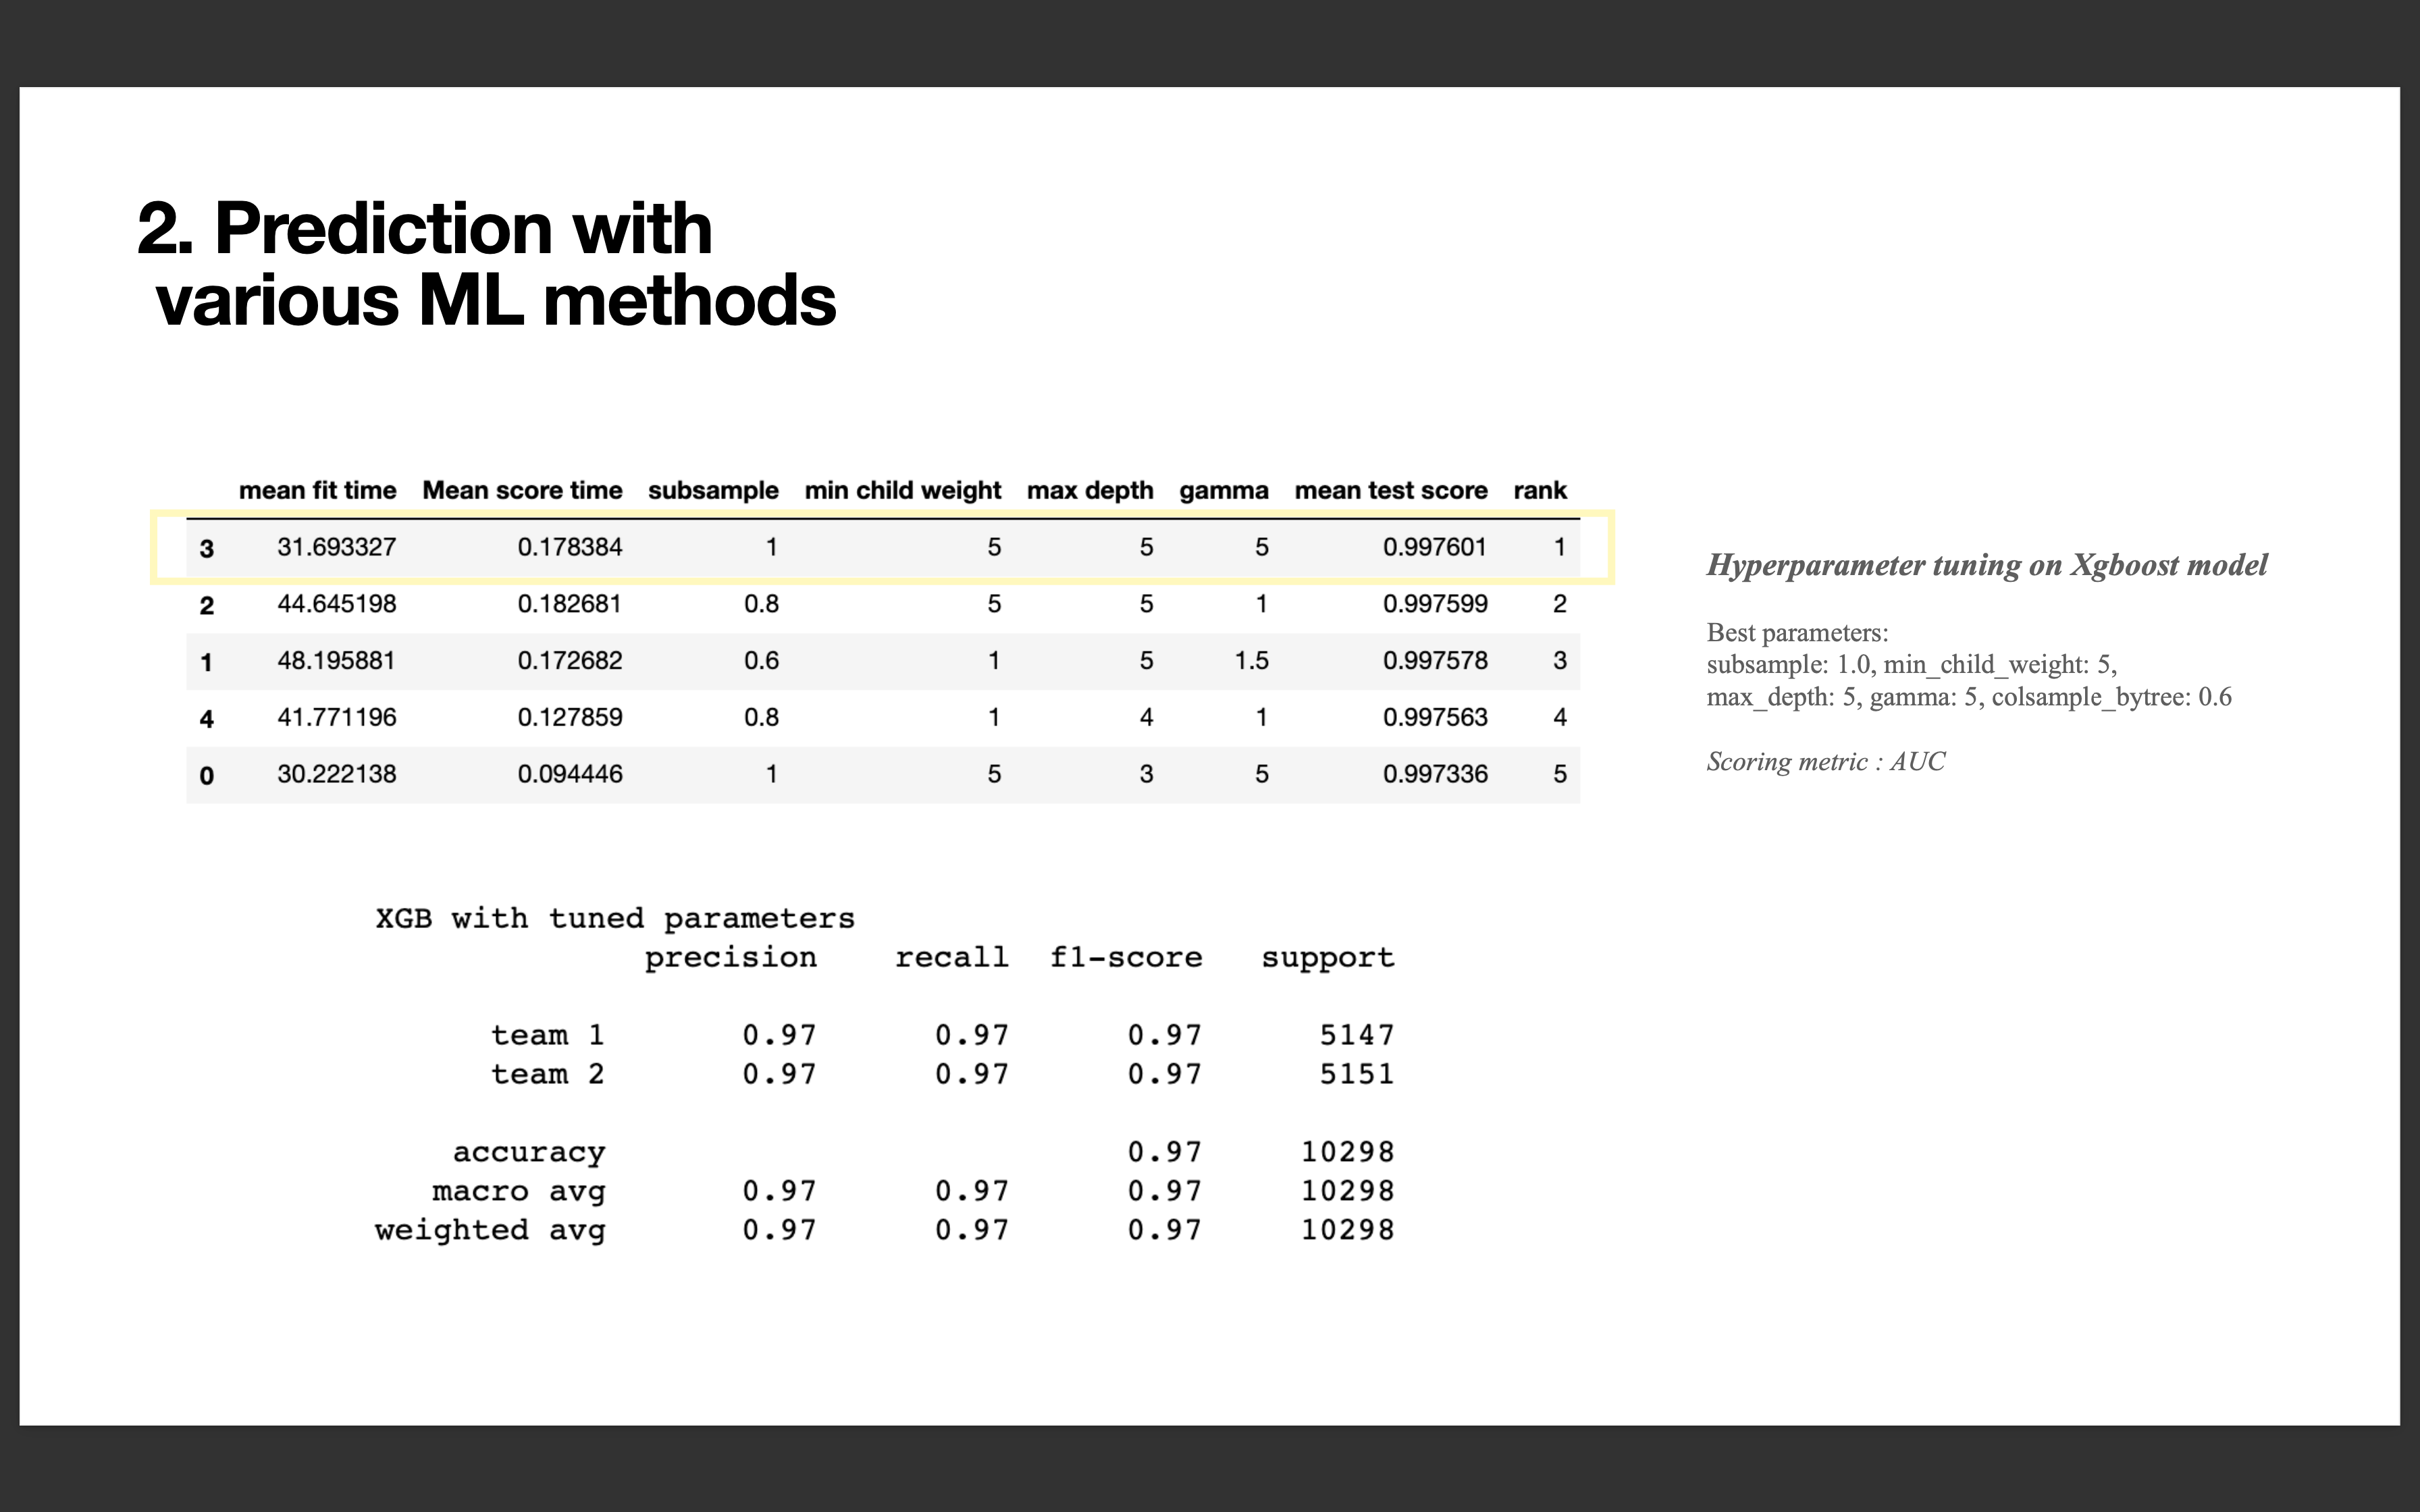 2. Prediction with
various ML methods
mean fit time Mean score time subsample min child weight max depth gamma mean test score rank
3 31.693327 0.178384 1 5 5 5 0.997601 1
2 44.645198 0.182681 0.8 5 5 1 0.997599 2
1 48.195881 0.172682 0.6 1 5 1.5 0.997578 3
4 41.771196 0.127859 0.8 1 4 1 0.997563 4
0 30.222138 0.094446 1 5 3 5 0.997336 5
Hyperparameter tuning on Xgboost model
Best parameters:
subsample: 1.0, min_child_weight: 5,
max_depth: 5, gamma: 5, colsample_bytree: 0.6
Scoring metric : AUC
XGB with tuned parameters
precision recall f1-score support
team 1 0.97 0.97 0.97 5147
team 2 0.97 0.97 0.97 5151
accuracy 0.97 10298
macro avg 0.97 0.97 0.97 10298
weighted avg 0.97 0.97 0.97 10298